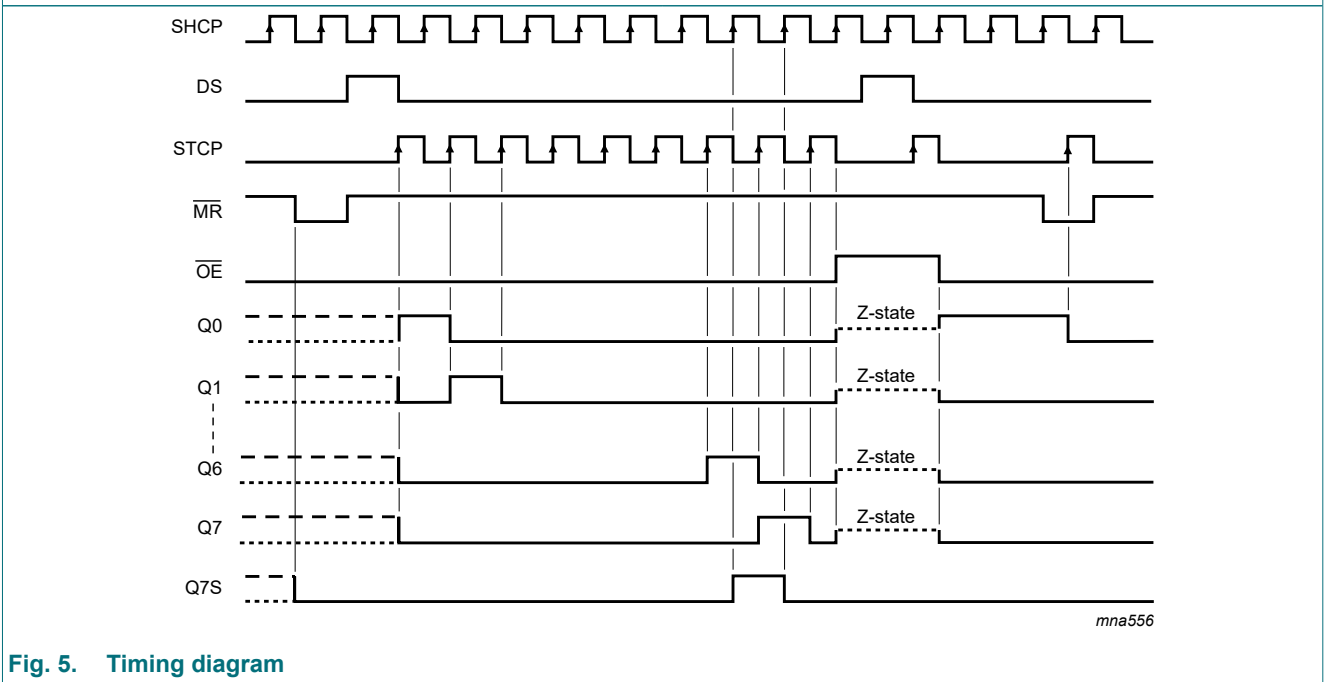 SHCP
DS
STCP
MR
OE
Q0
Z-state
Q1
Z-state
Q6
Z-state
Q7
Z-state
Q7S
mna556
Fig. 5. Timing diagram